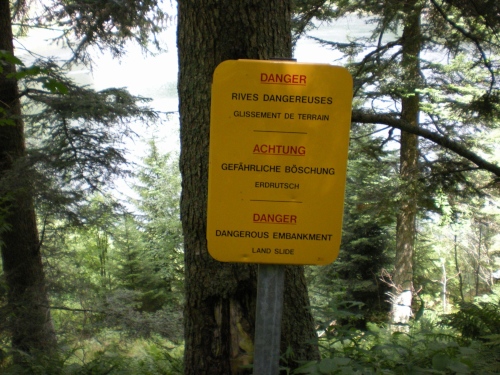 DANGER
RIVES DANGEREUSES
GLISSEMENT DE TERRAIN
ACHTUNG
GEFÄHRLICHE BÖSCHUNG
ERDRUTSCH
DANGER
DANGEROUS EMBANKMENT
LAND SLIDE